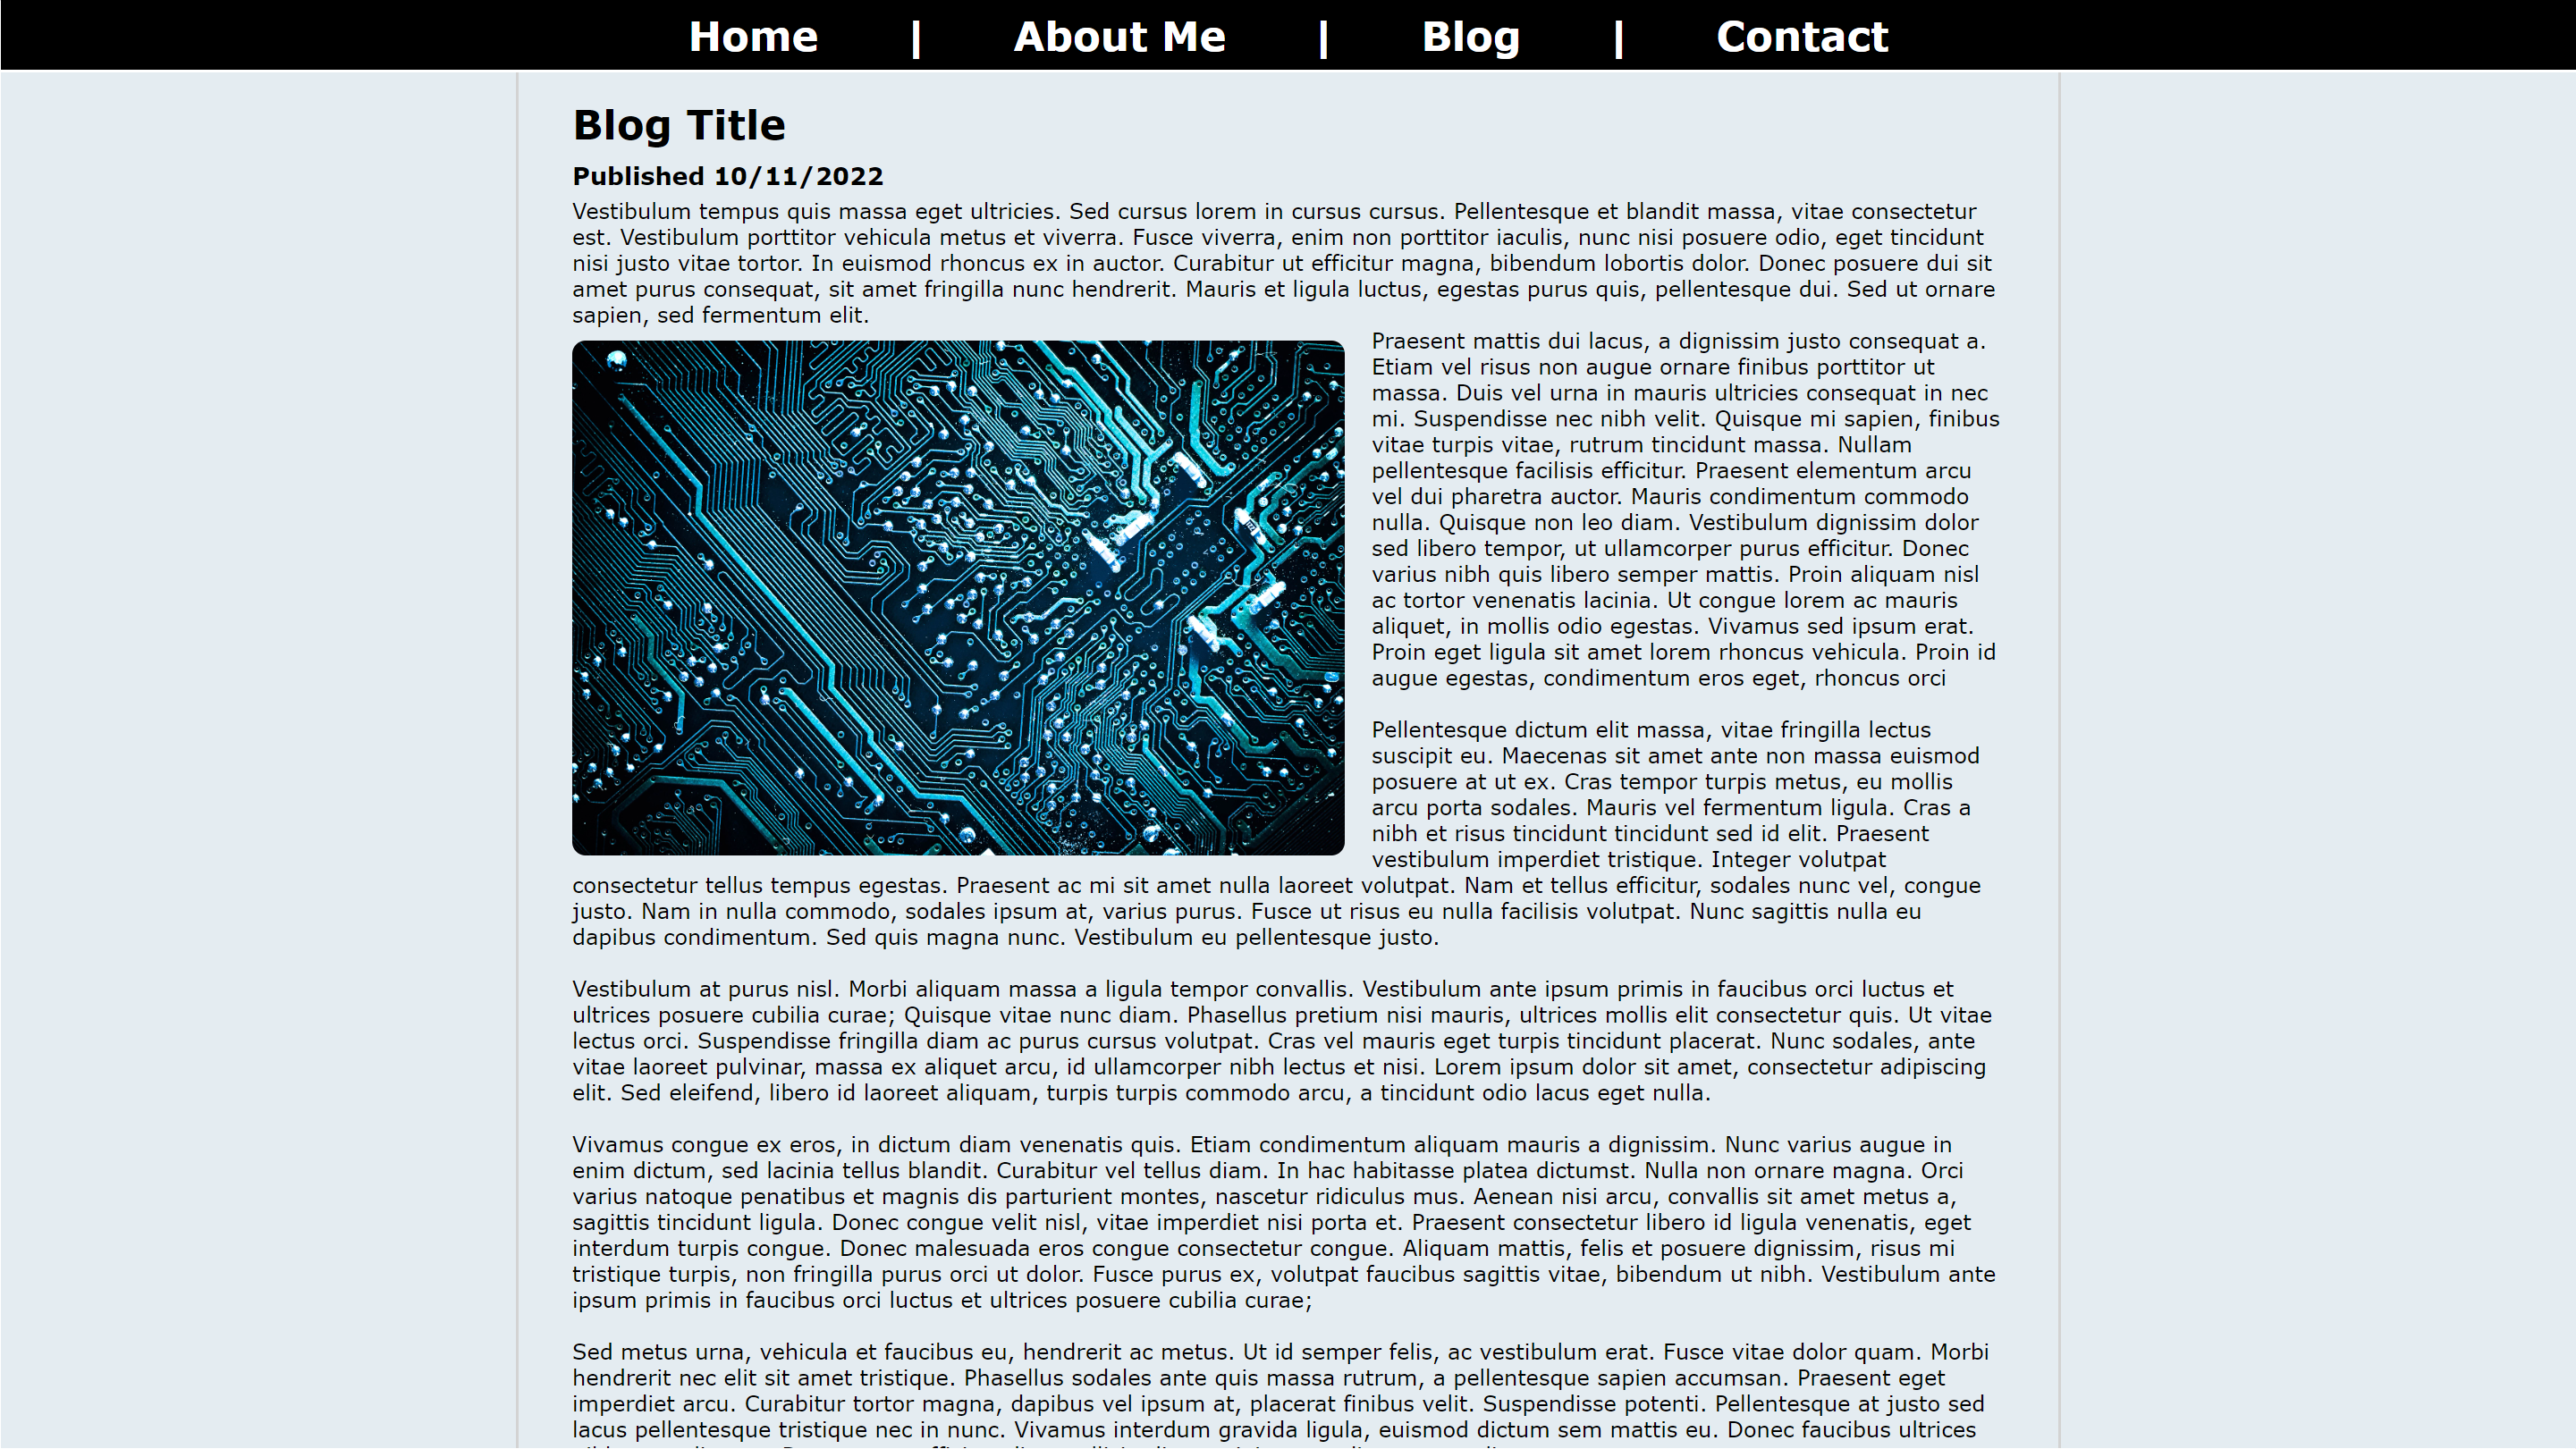 Home | About Me | Blog | Contact
Blog Title
Published 10/11/2022
Vestibulum tempus quis massa eget ultricies. Sed cursus lorem in cursus cursus. Pellentesque et blandit massa, vitae consectetur
est. Vestibulum porttitor vehicula metus et viverra. Fusce viverra, enim non porttitor iaculis, nunc nisi posuere odio, eget tincidunt
nisi justo vitae tortor. In euismod rhoncus ex in auctor. Curabitur ut efficitur magna, bibendum lobortis dolor. Donec posuere dui sit
amet purus consequat, sit amet fringilla nunc hendrerit. Mauris et ligula luctus, egestas purus quis, pellentesque dui. Sed ut ornare
sapien, sed fermentum elit.
Praesent mattis dui lacus, a dignissim justo consequat a.
Etiam vel risus non augue ornare finibus porttitor ut
massa. Duis vel urna in mauris ultricies consequat in nec
mi. Suspendisse nec nibh velit. Quisque mi sapien, finibus
vitae turpis vitae, rutrum tincidunt massa. Nullam
pellentesque facilisis efficitur. Praesent elementum arcu
vel dui pharetra auctor. Mauris condimentum commodo
nulla. Quisque non leo diam. Vestibulum dignissim dolor
sed libero tempor, ut ullamcorper purus efficitur. Donec
varius nibh quis libero semper mattis. Proin aliquam nisl
ac tortor venenatis lacinia. Ut congue lorem ac mauris
aliquet, in mollis odio egestas. Vivamus sed ipsum erat.
Proin eget ligula sit amet lorem rhoncus vehicula. Proin id
augue egestas, condimentum eros eget, rhoncus orci
Pellentesque dictum elit massa, vitae fringilla lectus
suscipit eu. Maecenas sit amet ante non massa euismod
posuere at ut ex. Cras tempor turpis metus, eu mollis
arcu porta sodales. Mauris vel fermentum ligula. Cras a
nibh et risus tincidunt tincidunt sed id elit. Praesent
vestibulum imperdiet tristique. Integer volutpat
consectetur tellus tempus egestas. Praesent ac mi sit amet nulla laoreet volutpat. Nam et tellus efficitur, sodales nunc vel, congue
justo. Nam in nulla commodo, sodales ipsum at, varius purus. Fusce ut risus eu nulla facilisis volutpat. Nunc sagittis nulla eu
dapibus condimentum. Sed quis magna nunc. Vestibulum eu pellentesque justo.
Vestibulum at purus nisl. Morbi aliquam massa a ligula tempor convallis. Vestibulum ante ipsum primis in faucibus orci luctus et
ultrices posuere cubilia curae; Quisque vitae nunc diam. Phasellus pretium nisi mauris, ultrices mollis elit consectetur quis. Ut vitae
lectus orci. Suspendisse fringilla diam ac purus cursus volutpat. Cras vel mauris eget turpis tincidunt placerat. Nunc sodales, ante
vitae laoreet pulvinar, massa ex aliquet arcu, id ullamcorper nibh lectus et nisi. Lorem ipsum dolor sit amet, consectetur adipiscing
elit. Sed eleifend, libero id laoreet aliquam, turpis turpis commodo arcu, a tincidunt odio lacus eget nulla.
Vivamus congue ex eros, in dictum diam venenatis quis. Etiam condimentum aliquam mauris a dignissim. Nunc varius augue in
enim dictum, sed lacinia tellus blandit. Curabitur vel tellus diam. In hac habitasse platea dictumst. Nulla non ornare magna. Orci
varius natoque penatibus et magnis dis parturient montes, nascetur ridiculus mus. Aenean nisi arcu, convallis sit amet metus a,
sagittis tincidunt ligula. Donec congue velit nisl, vitae imperdiet nisi porta et. Praesent consectetur libero id ligula venenatis, eget
interdum turpis congue. Donec malesuada eros congue consectetur congue. Aliquam mattis, felis et posuere dignissim, risus mi
tristique turpis, non fringilla purus orci ut dolor. Fusce purus ex, volutpat faucibus sagittis vitae, bibendum ut nibh. Vestibulum ante
ipsum primis in faucibus orci luctus et ultrices posuere cubilia curae;
Sed metus urna, vehicula et faucibus eu, hendrerit ac metus. Ut id semper felis, ac vestibulum erat. Fusce vitae dolor quam. Morbi
hendrerit nec elit sit amet tristique. Phasellus sodales ante quis massa rutrum, a pellentesque sapien accumsan. Praesent eget
imperdiet arcu. Curabitur tortor magna, dapibus vel ipsum at, placerat finibus velit. Suspendisse potenti. Pellentesque at justo sed
lacus pellentesque tristique nec in nunc. Vivamus interdum gravida ligula, euismod dictum sem mattis eu. Donec faucibus ultrices